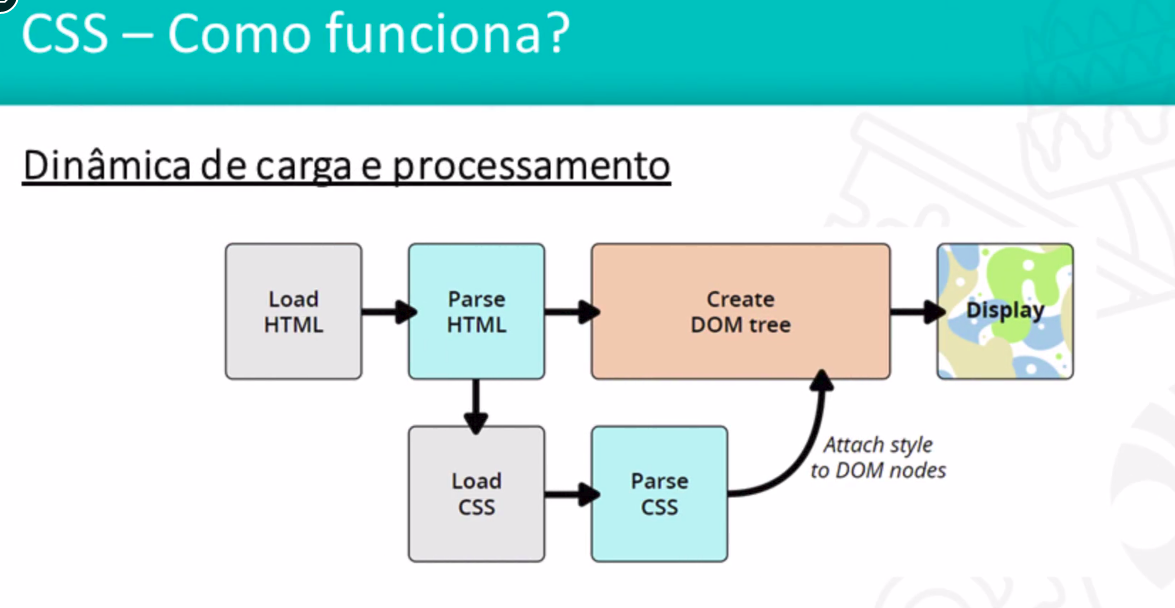 CSS – Como funciona?
Dinâmica de carga e processamento
Load
HTML
Parse
HTML
Create
DOM tree
Display
Load
CSS
Parse
CSS
Attach style
to DOM nodes